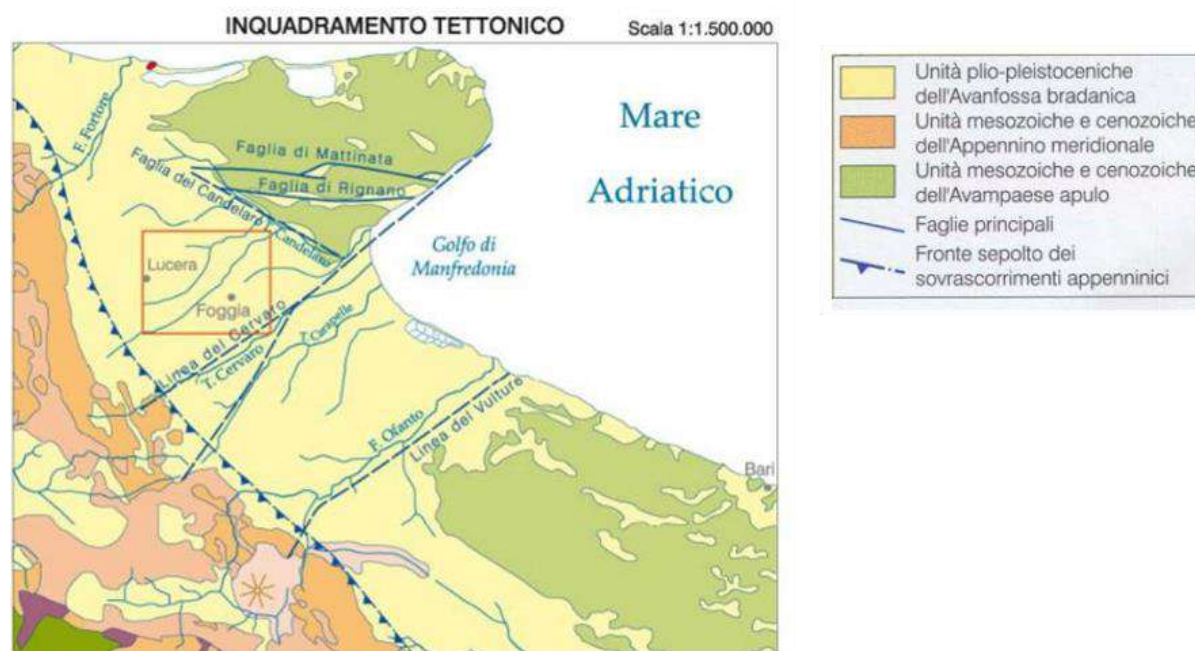 INQUADRAMENTO TETTONICO
Scala 1:1.500.000
F. Fortore
Mare
Adriatico
Faglia di Mattinata
Faglia di Rignano
Faglia del Candelaro
T. Candelaro
Golfo di
Manfredonia
Lucera
Foggia
Linea del Cervaro
T. Cervaro
T. Carapelle
F. Ofanto
Linea del Vulture
Bari
Unità plio-pleistoceniche
dell'Avanfossa bradanica
Unità mesozoiche e cenozoiche
dell'Appennino meridionale
Unità mesozoiche e cenozoiche
dell'Avampaese apulo
Faglie principali
Fronte sepolto dei
sovrascorrimenti appenninici